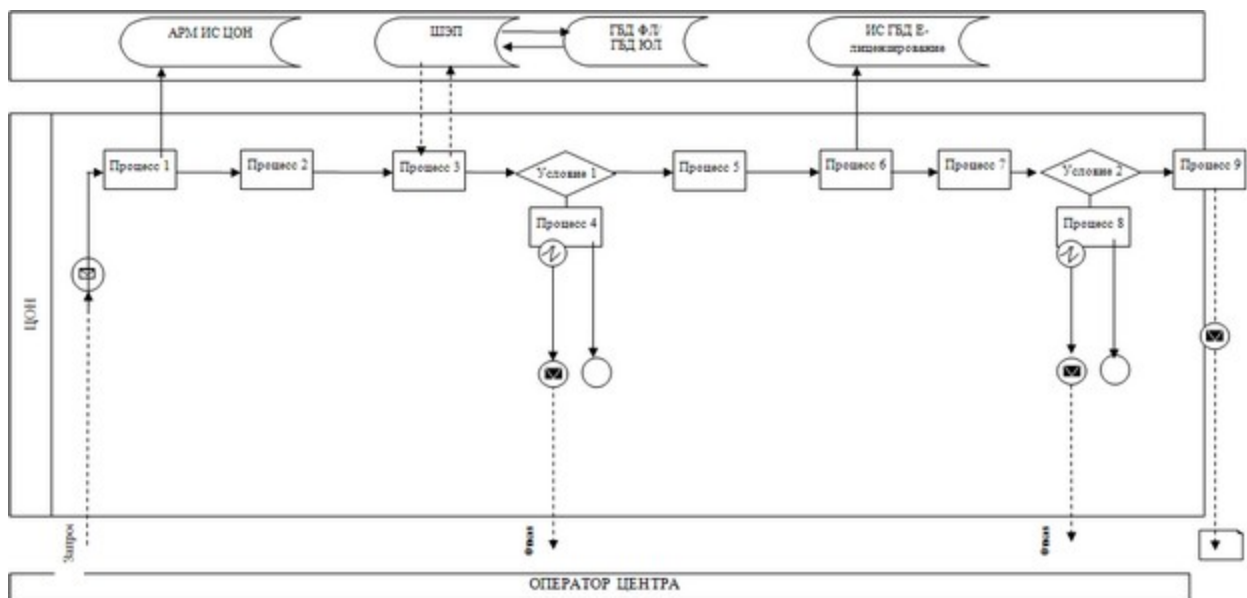 АРМ ИС ЦОН
ШЭП
ГБД ФЛ/
ГБД ЮЛ
ИС ГБД Е-
лицензирование
ЦОН
Процесс 1
Процесс 2
Процесс 3
Условие 1
Процесс 5
Процесс 6
Процесс 7
Условие 2
Процесс 9
Процесс 4
Процесс 8
Запрос
ОПЕРАТОР ЦЕНТРА